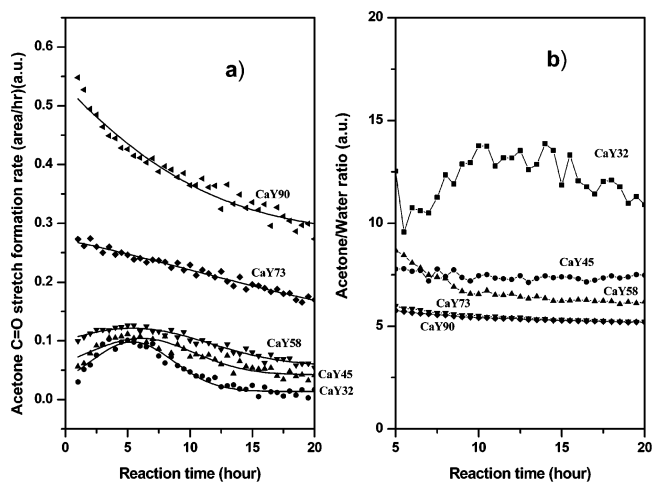 a)
b)
Acetone C=O stretch formation rate (area/hr)(a.u.)
0.6
0.5
0.4
0.3
0.2
0.1
0.0
CaY90
CaY73
CaY58
CaY45
CaY32
0
5
10
15
20
Reaction time (hour)
Acetone/Water ratio (a.u.)
20
15
10
5
0
CaY32
CaY45
CaY58
CaY73
CaY90
5
10
15
20
Reaction time (hour)